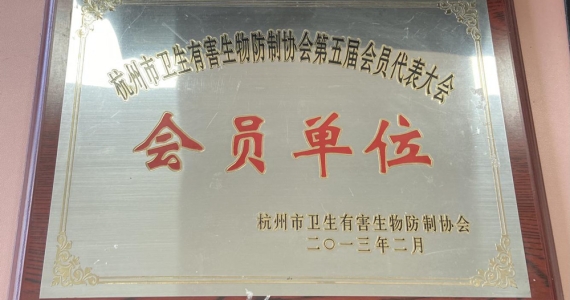 杭州市卫生有害生物防制协会第五届会员代表大会
会员单位
杭州市卫生有害生物防制协会
二〇一三年二月